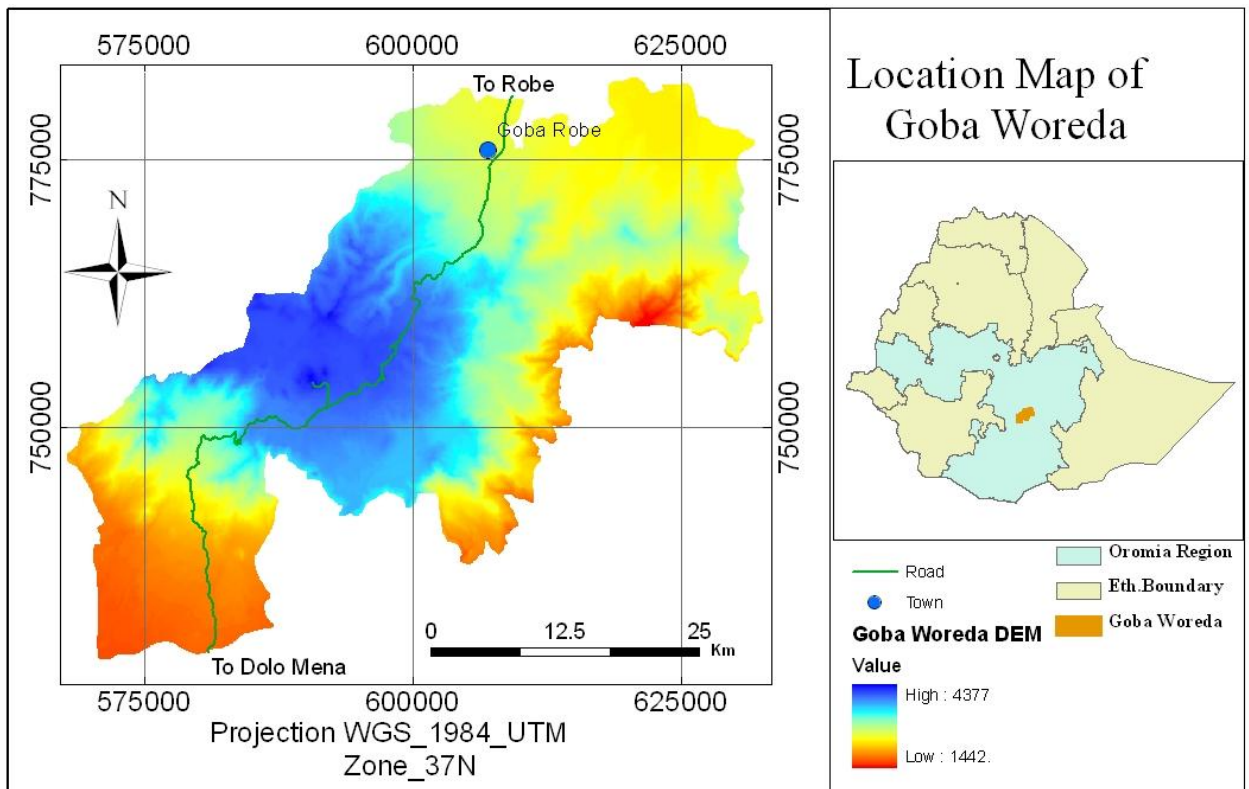 575000
600000
625000
To Robe
Goba Robe
775000
775000
N
750000
750000
0
12.5
25
Km
To Dolo Mena
575000
600000
625000
Projection WGS_1984_UTM
Zone_37N
Location Map of
Goba Woreda
Road
Town
Goba Woreda DEM
Value
High : 4377
Low : 1442.
Oromia Region
Eth.Boundary
Goba Woreda